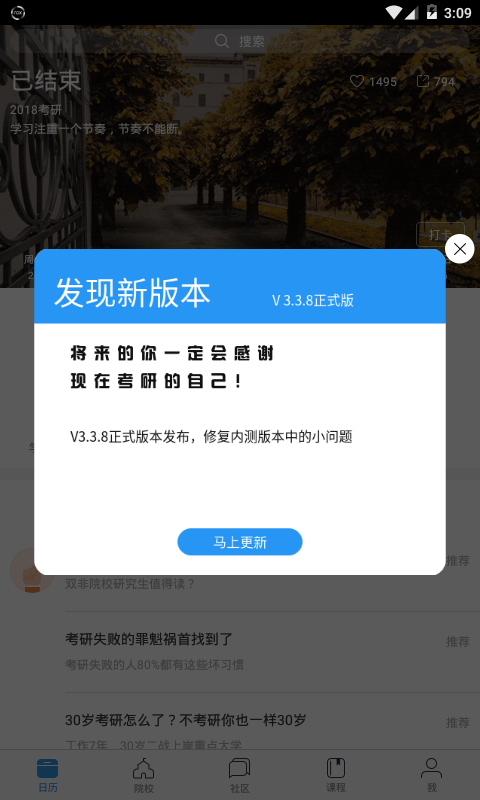 3:09
搜索
已结束
1495
794
2018考研
学习注重一个节奏，节奏不能断。
打卡
发现新版本
V 3.3.8正式版
将来的你一定会感谢
现在考研的自己！
V3.3.8正式版本发布，修复内测版本中的小问题
马上更新
推荐
双非院校研究生值得读？
考研失败的罪魁祸首找到了
推荐
考研失败的人80%都有这些坏习惯
30岁考研怎么了？不考研你也一样30岁
推荐
工作7年，30岁二战上岸重点大学
日历
院校
社区
课程
我